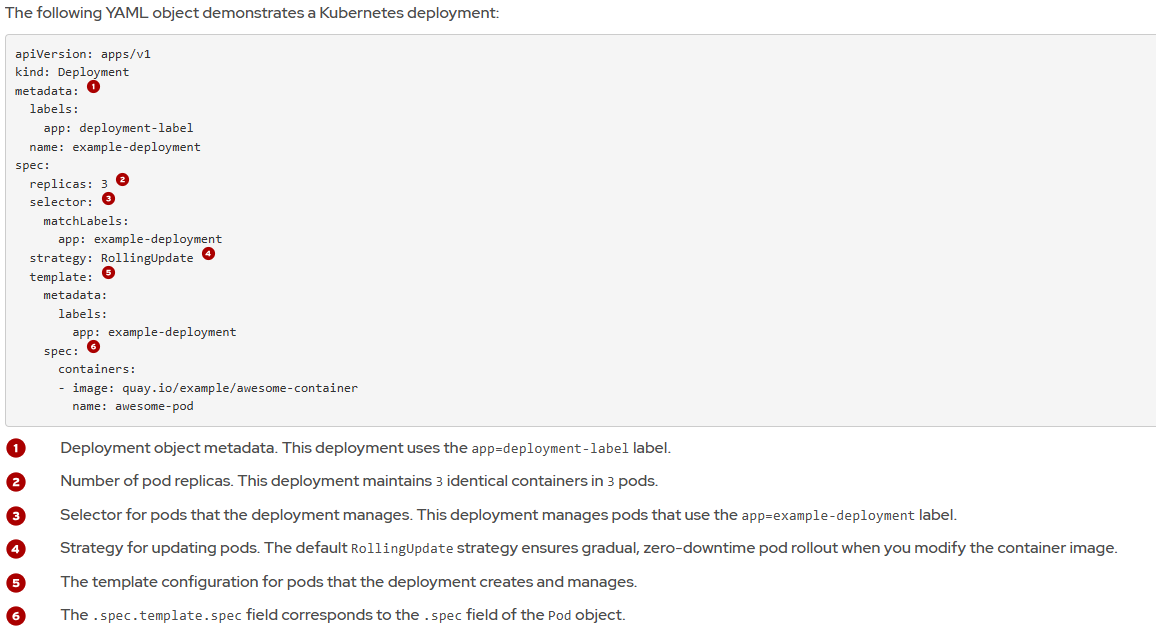 The following YAML object demonstrates a Kubernetes deployment:
apiVersion: apps/v1
kind: Deployment
metadata: 1
  labels:
    app: deployment-label
  name: example-deployment
spec:
  replicas: 3 2
  selector: 3
    matchLabels:
      app: example-deployment
  strategy: RollingUpdate 4
  template: 5
    metadata:
      labels:
        app: example-deployment
    spec: 6
      containers:
      - image: quay.io/example/awesome-container
        name: awesome-pod
1 Deployment object metadata. This deployment uses the app=deployment-label label.
2 Number of pod replicas. This deployment maintains 3 identical containers in 3 pods.
3 Selector for pods that the deployment manages. This deployment manages pods that use the app=example-deployment label.
4 Strategy for updating pods. The default RollingUpdate strategy ensures gradual, zero-downtime pod rollout when you modify the container image.
5 The template configuration for pods that the deployment creates and manages.
6 The .spec.template.spec field corresponds to the .spec field of the Pod object.